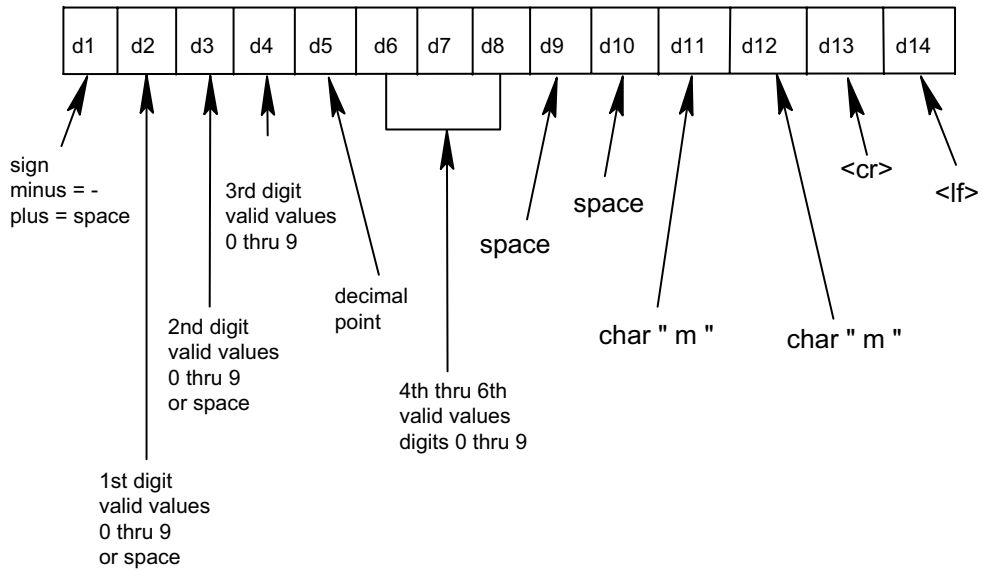 d1 d2 d3 d4 d5 d6 d7 d8 d9 d10 d11 d12 d13 d14
sign
minus = -
plus = space
1st digit
valid values
0 thru 9
or space
2nd digit
valid values
0 thru 9
or space
3rd digit
valid values
0 thru 9
decimal
point
4th thru 6th
valid values
digits 0 thru 9
space
space
char " m "
char " m "
<cr>
<lf>